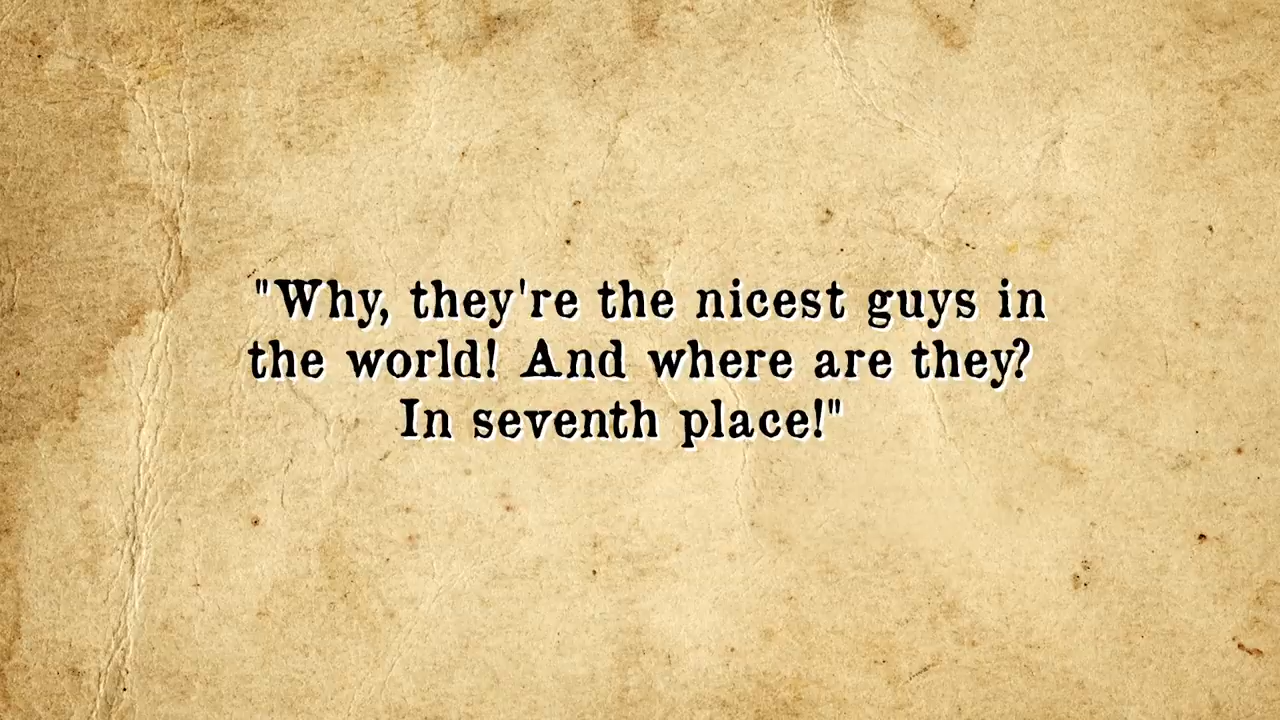 "Why, they're the nicest guys in
the world! And where are they?
In seventh place!"